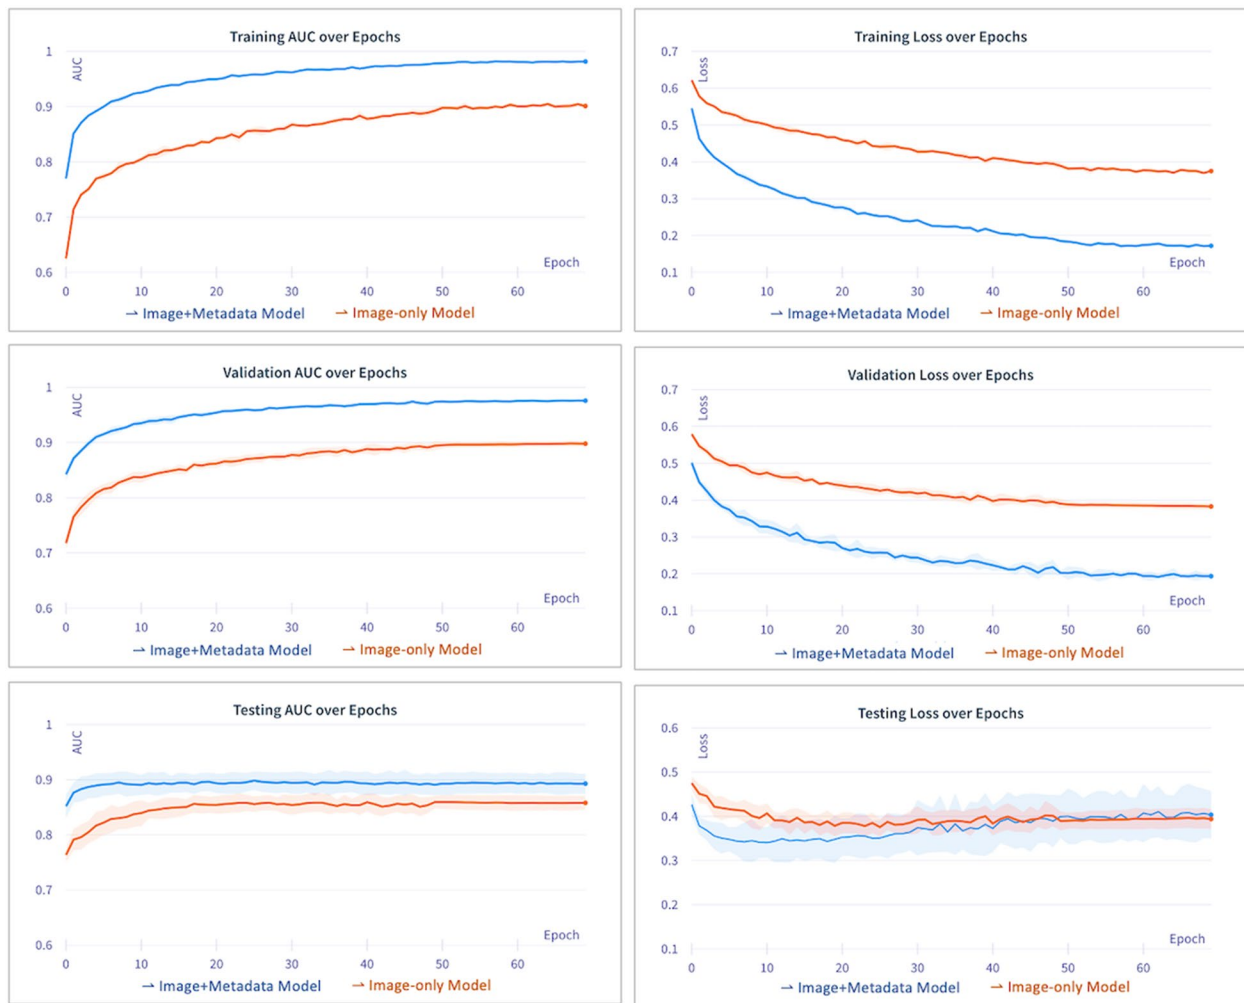 Training AUC over Epochs
1
AUC
0.9
0.8
0.7
0.6
Epoch
0 10 20 30 40 50 60
⇀ Image+Metadata Model ⇀ Image-only Model
Training Loss over Epochs
0.7
Loss
0.6
0.5
0.4
0.3
0.2
0.1
Epoch
0 10 20 30 40 50 60
⇀ Image+Metadata Model ⇀ Image-only Model
Validation AUC over Epochs
1
AUC
0.9
0.8
0.7
0.6
Epoch
0 10 20 30 40 50 60
⇀ Image+Metadata Model ⇀ Image-only Model
Validation Loss over Epochs
0.7
Loss
0.6
0.5
0.4
0.3
0.2
0.1
Epoch
0 10 20 30 40 50 60
⇀ Image+Metadata Model ⇀ Image-only Model
Testing AUC over Epochs
1
AUC
0.9
0.8
0.7
0.6
Epoch
0 10 20 30 40 50 60
⇀ Image+Metadata Model ⇀ Image-only Model
Testing Loss over Epochs
0.6
Loss
0.5
0.4
0.3
0.2
0.1
Epoch
0 10 20 30 40 50 60
⇀ Image+Metadata Model ⇀ Image-only Model